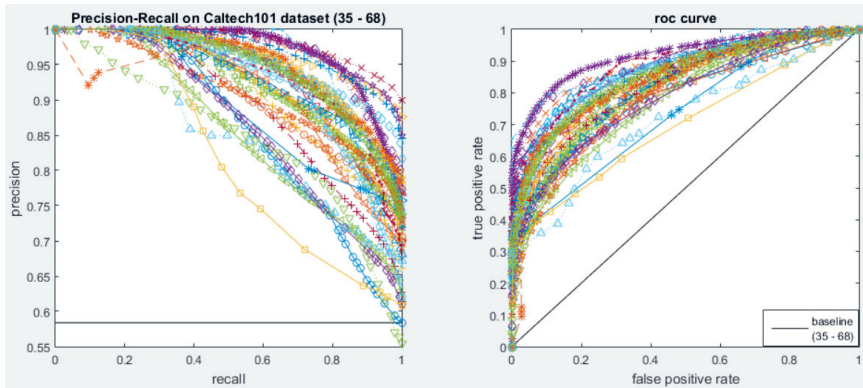 Precision-Recall on Caltech101 dataset (35 - 68)
1
0.95
0.9
0.85
0.8
0.75
0.7
0.65
0.6
0.55
precision
0 0.2 0.4 0.6 0.8 1
recall
roc curve
1
0.9
0.8
0.7
0.6
0.5
0.4
0.3
0.2
0.1
0
true positive rate
0 0.2 0.4 0.6 0.8 1
false positive rate
baseline
(35 - 68)